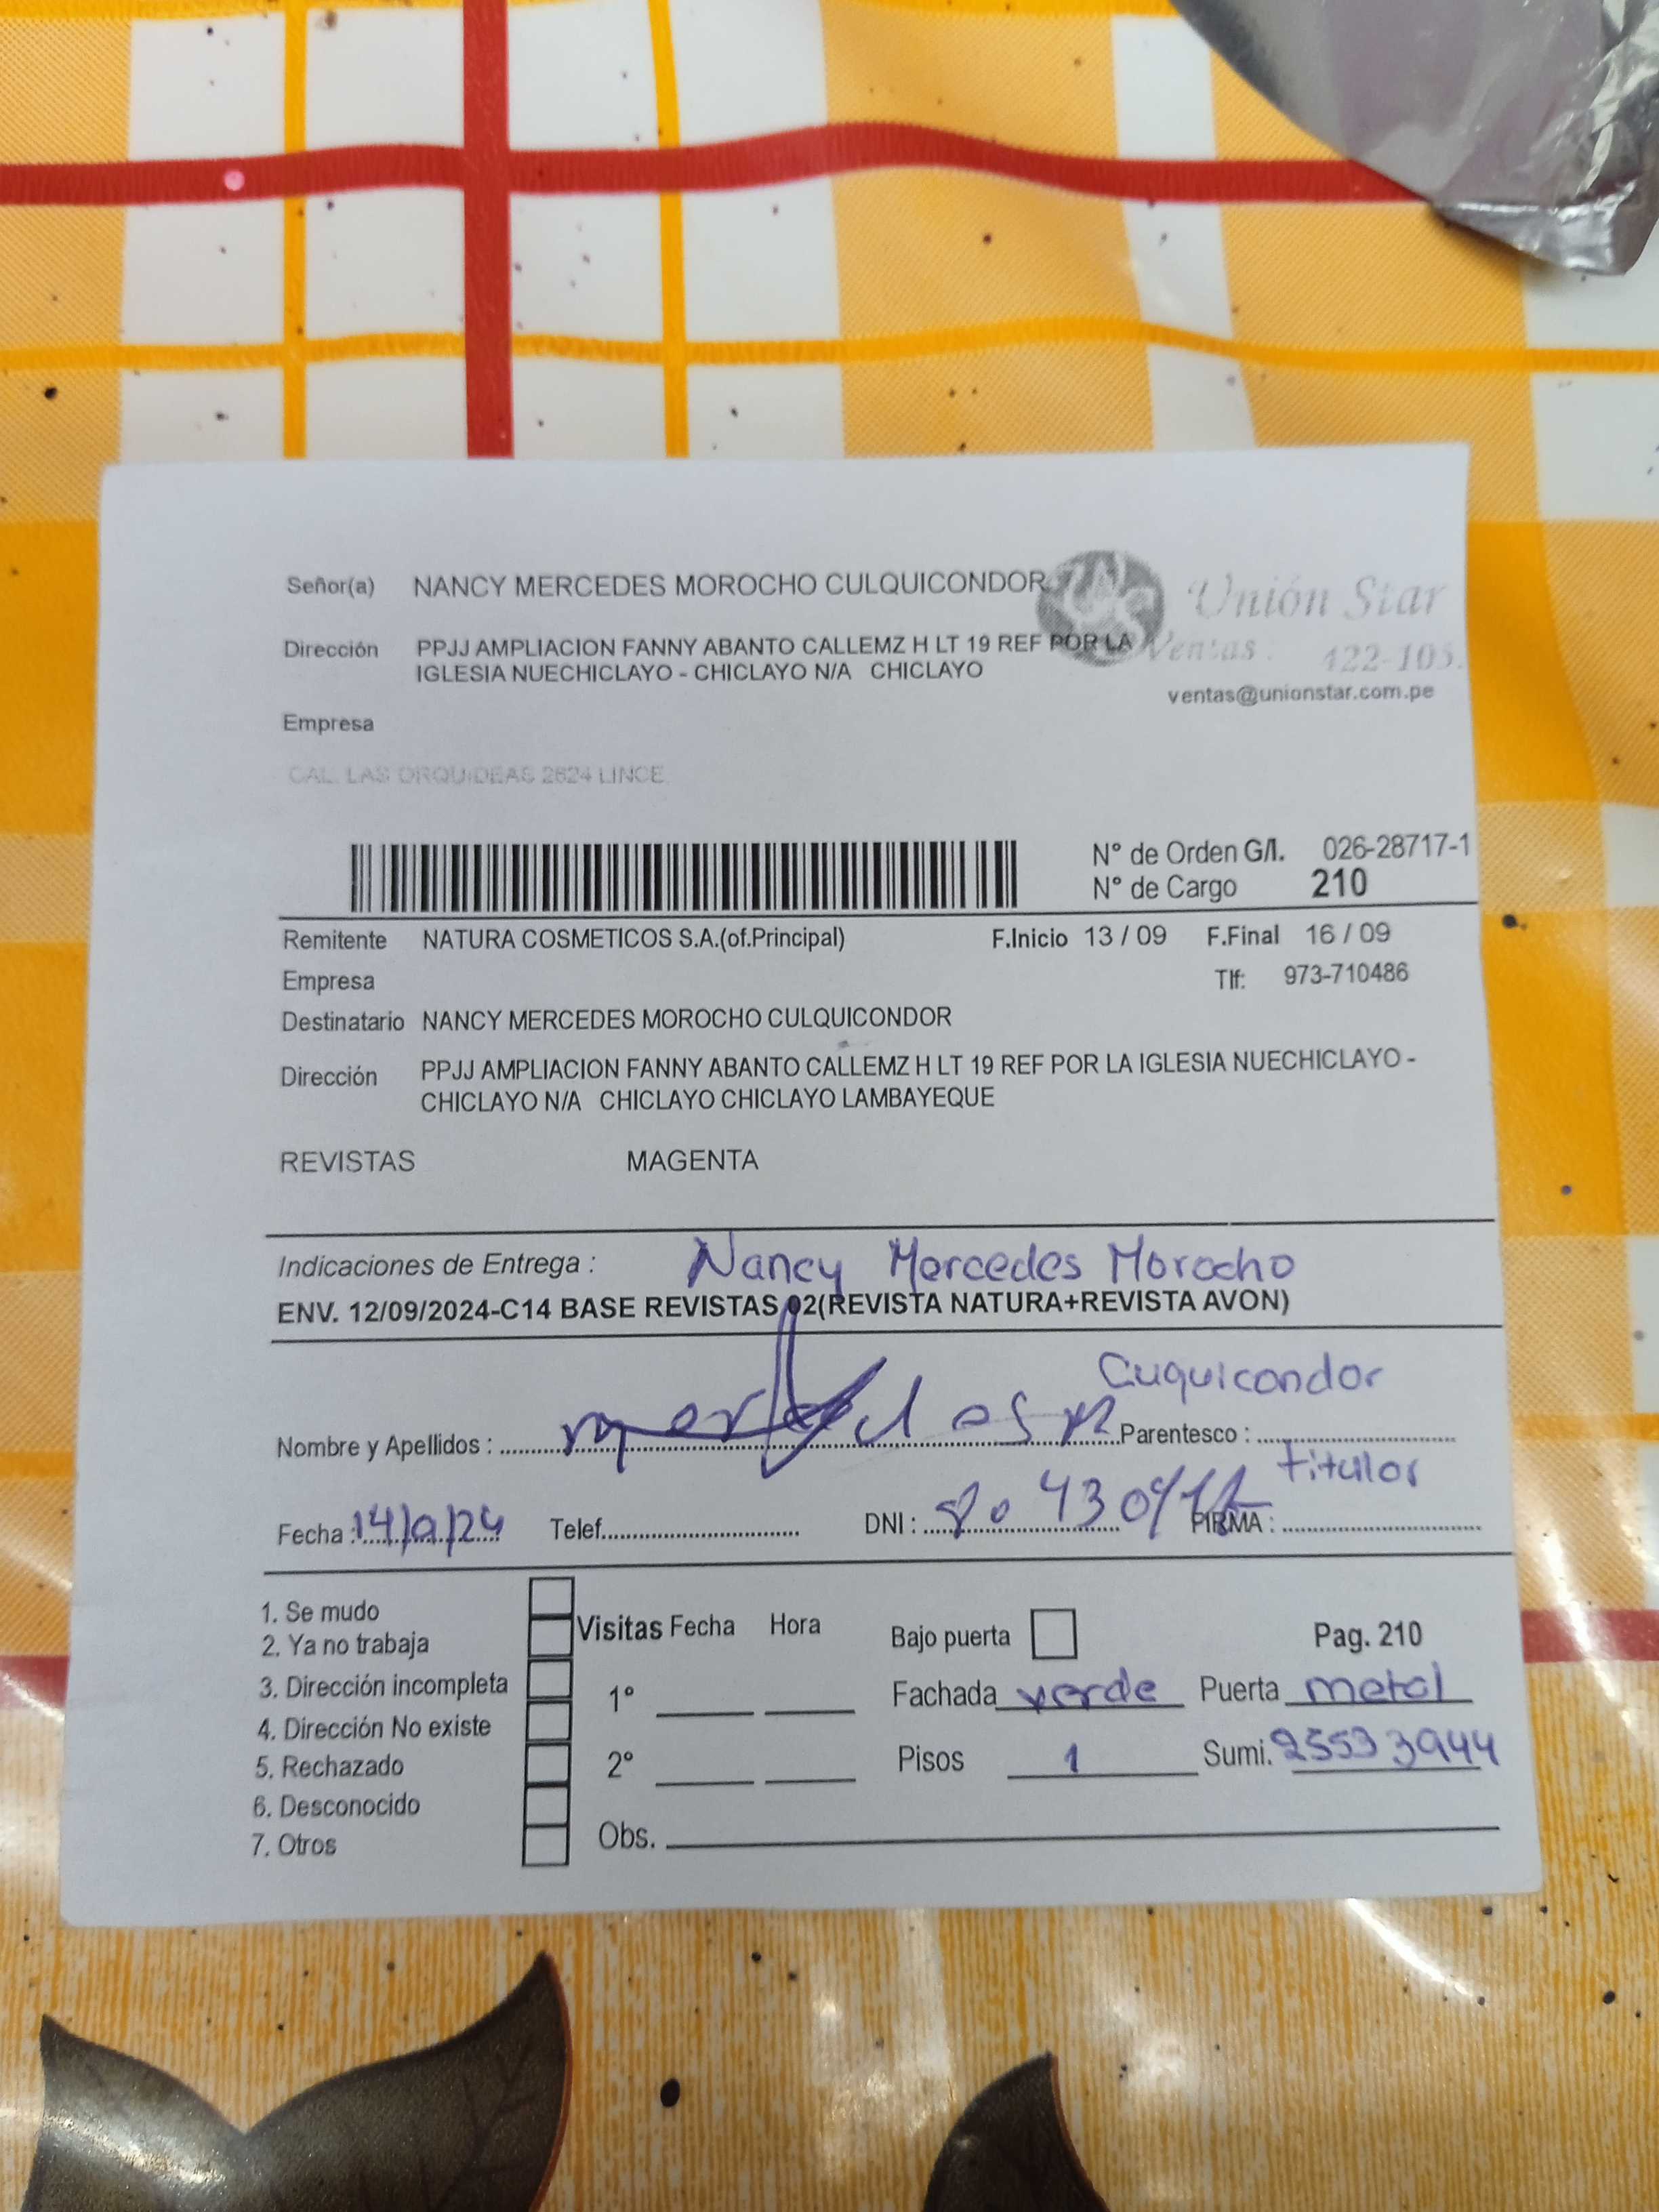 Señor(a) NANCY MERCEDES MOROCHO CULQUICONDOR
Unión Star
Dirección PPJJ AMPLIACION FANNY ABANTO CALLEMZ H LT 19 REF POR LA
IGLESIA NUECHICLAYO - CHICLAYO N/A CHICLAYO
Ventas : 422-105.
ventas@unionstar.com.pe
Empresa
CAL. LAS ORQUIDEAS 2624 LINCE.
N° de Orden G/I. 026-28717-1
N° de Cargo 210
Remitente NATURA COSMETICOS S.A.(of.Principal) F.Inicio 13 / 09 F.Final 16 / 09
Empresa Tlf: 973-710486
Destinatario NANCY MERCEDES MOROCHO CULQUICONDOR
Dirección PPJJ AMPLIACION FANNY ABANTO CALLEMZ H LT 19 REF POR LA IGLESIA NUECHICLAYO -
CHICLAYO N/A CHICLAYO CHICLAYO LAMBAYEQUE
REVISTAS MAGENTA
Indicaciones de Entrega : Nancy Mercedes Morocho
ENV. 12/09/2024-C14 BASE REVISTAS 02(REVISTA NATURA+REVISTA AVON)
Cuquicondor
Nombre y Apellidos : Parentesco :
titular
Fecha : Telef. DNI : FIRMA :
1. Se mudo
2. Ya no trabaja
3. Dirección incompleta
4. Dirección No existe
5. Rechazado
6. Desconocido
7. Otros
Visitas Fecha Hora
1°
2°
Obs.
Bajo puerta Pag. 210
Fachada verde Puerta metal
Pisos 1 Sumi. 25533944